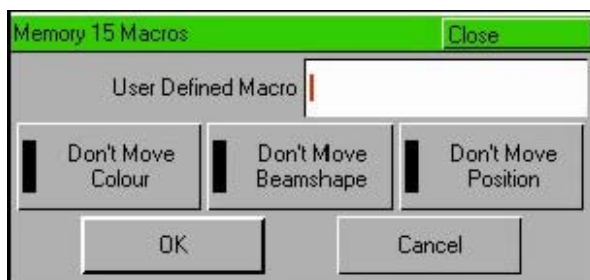 Memory 15 Macros
Close
User Defined Macro
Don't Move
Colour
Don't Move
Beamshape
Don't Move
Position
OK
Cancel